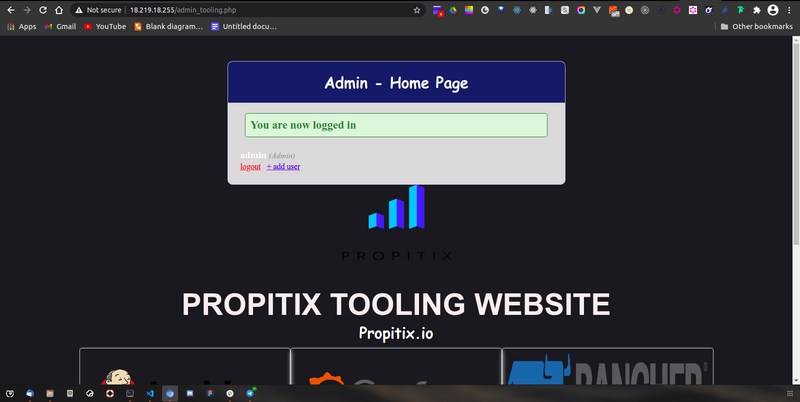 Not secure | 18.219.18.255/admin_tooling.php
Apps Gmail YouTube Blank diagram… Untitled docu… Other bookmarks
Admin - Home Page
You are now logged in
admin (Admin)
logout + add user
PROPITIX
PROPITIX TOOLING WEBSITE
Propitix.io
RANCHER